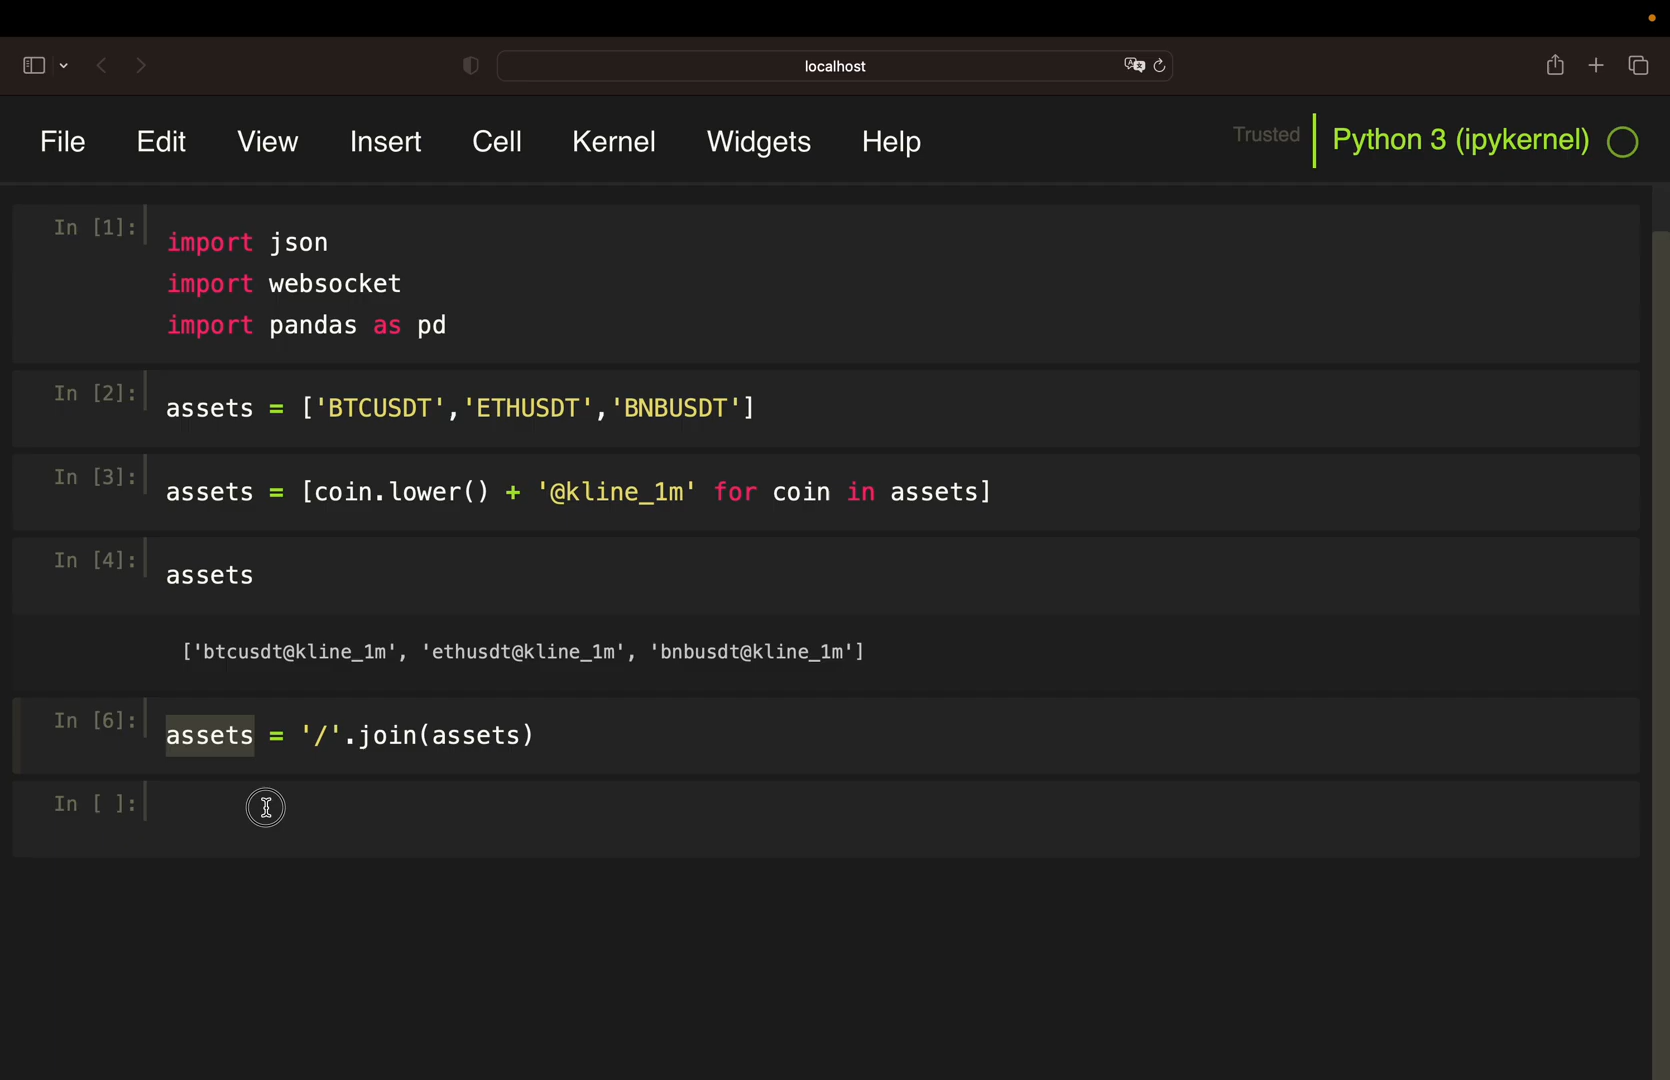 localhost
File Edit View Insert Cell Kernel Widgets Help Trusted Python 3 (ipykernel)
In [1]:
import json
import websocket
import pandas as pd
In [2]:
assets = ['BTCUSDT','ETHUSDT','BNBUSDT']
In [3]:
assets = [coin.lower() + '@kline_1m' for coin in assets]
In [4]:
assets
['btcusdt@kline_1m', 'ethusdt@kline_1m', 'bnbusdt@kline_1m']
In [6]:
assets = '/'.join(assets)
In [ ]: